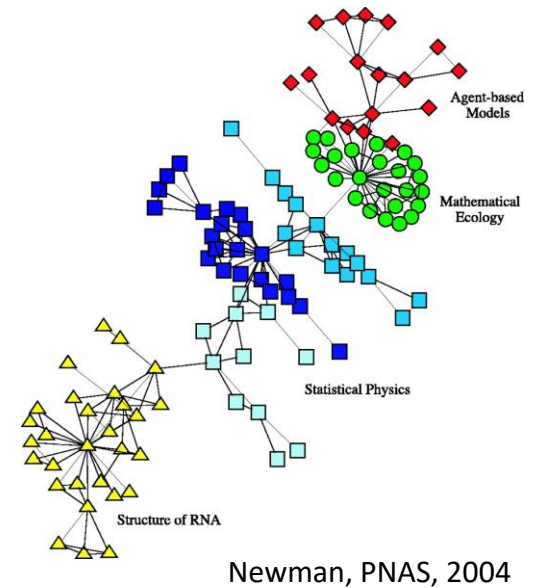 Agent-based
Models
Mathematical
Ecology
Statistical Physics
Structure of RNA
Newman, PNAS, 2004